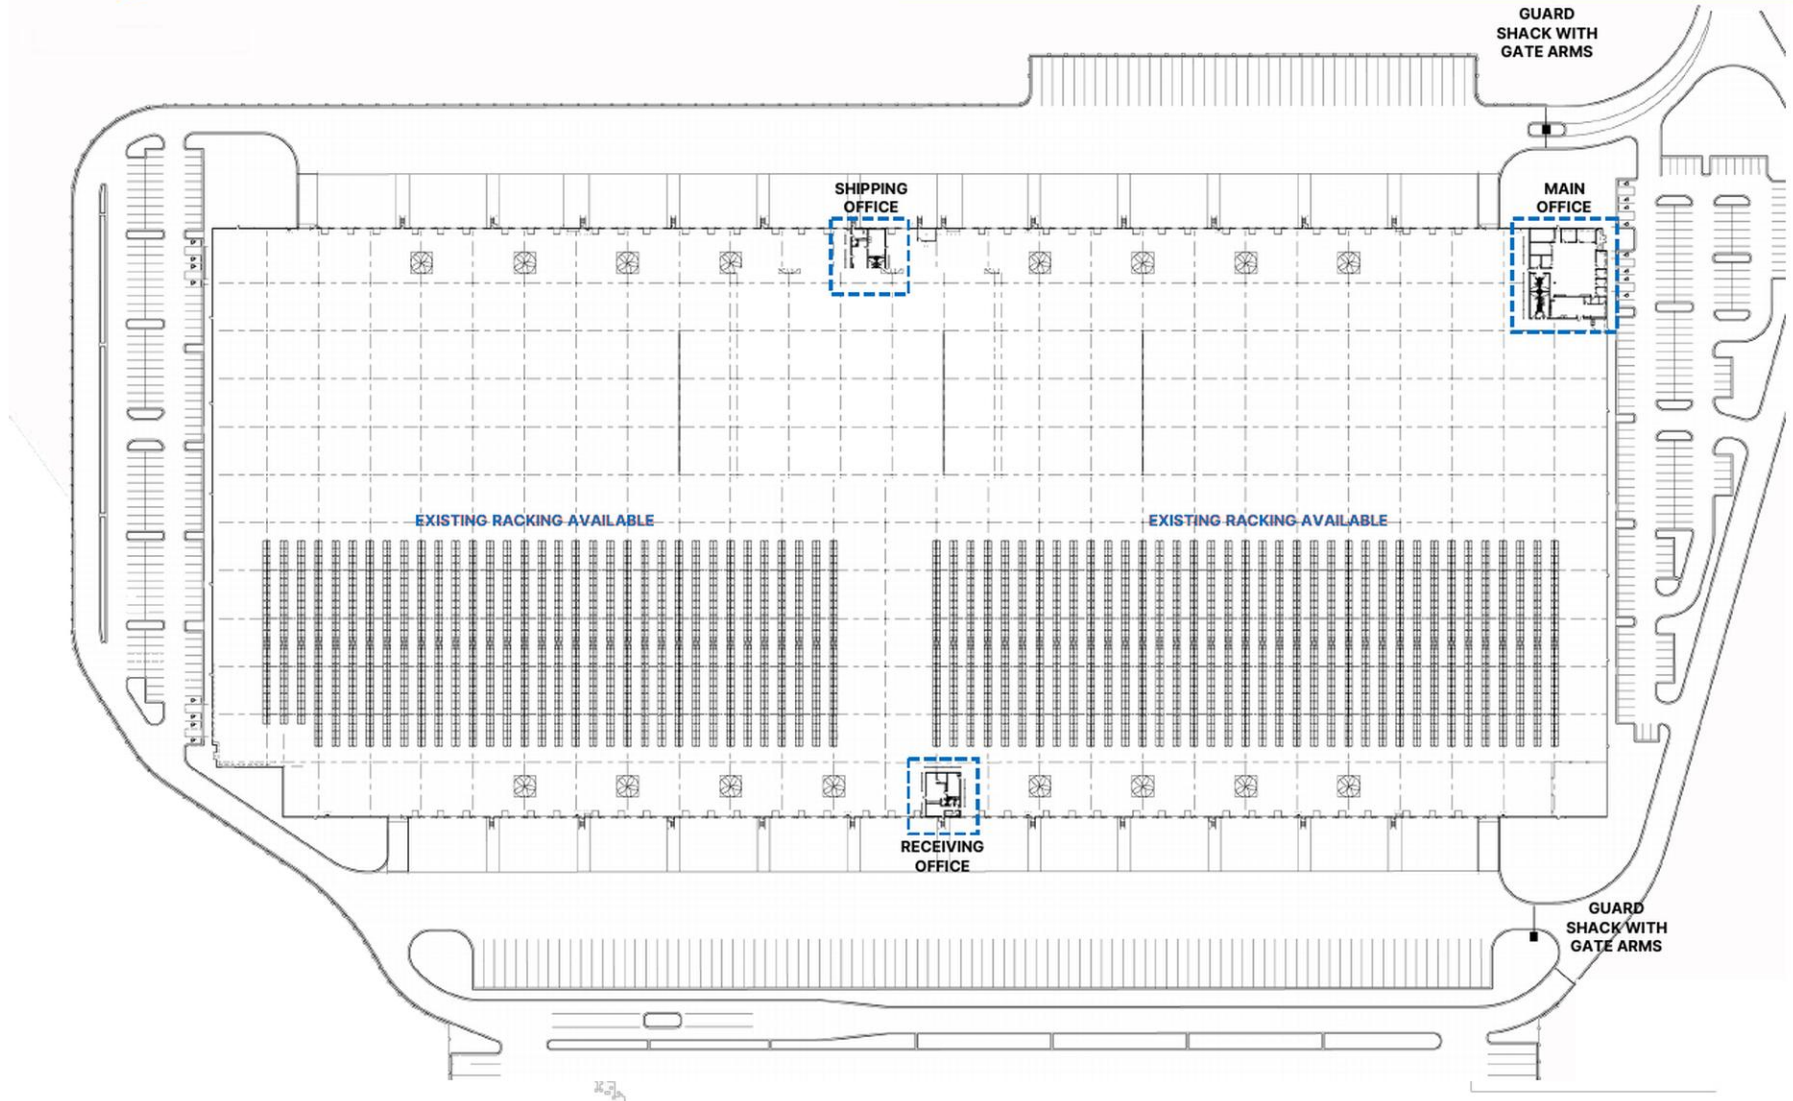 GUARD
SHACK WITH
GATE ARMS
SHIPPING
OFFICE
MAIN
OFFICE
EXISTING RACKING AVAILABLE
EXISTING RACKING AVAILABLE
RECEIVING
OFFICE
GUARD
SHACK WITH
GATE ARMS